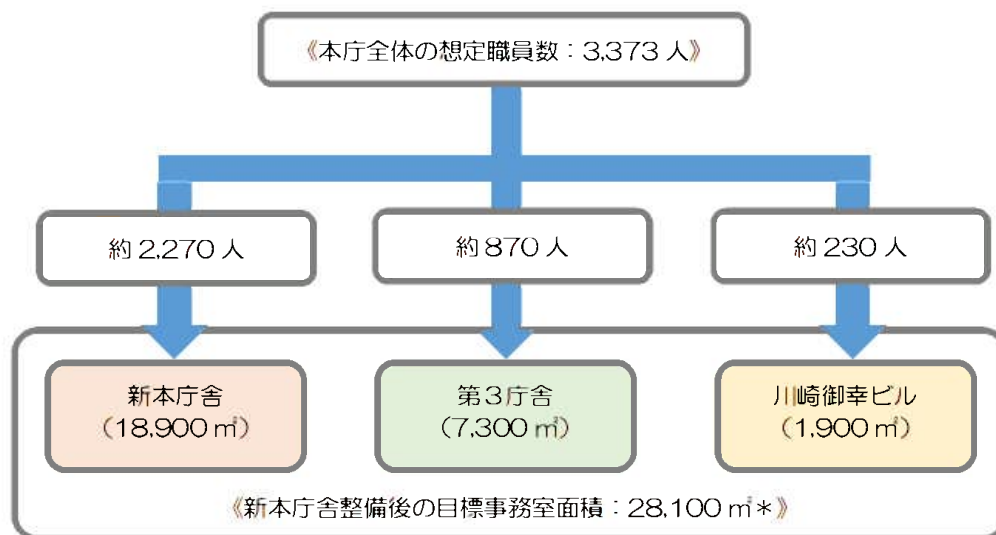 《本庁全体の想定職員数：3,373 人》
約 2,270 人
約 870 人
約 230 人
新本庁舎
（18,900 ㎡）
第３庁舎
（7,300 ㎡）
川崎御幸ビル
（1,900 ㎡）
《新本庁舎整備後の目標事務室面積：28,100 ㎡＊》